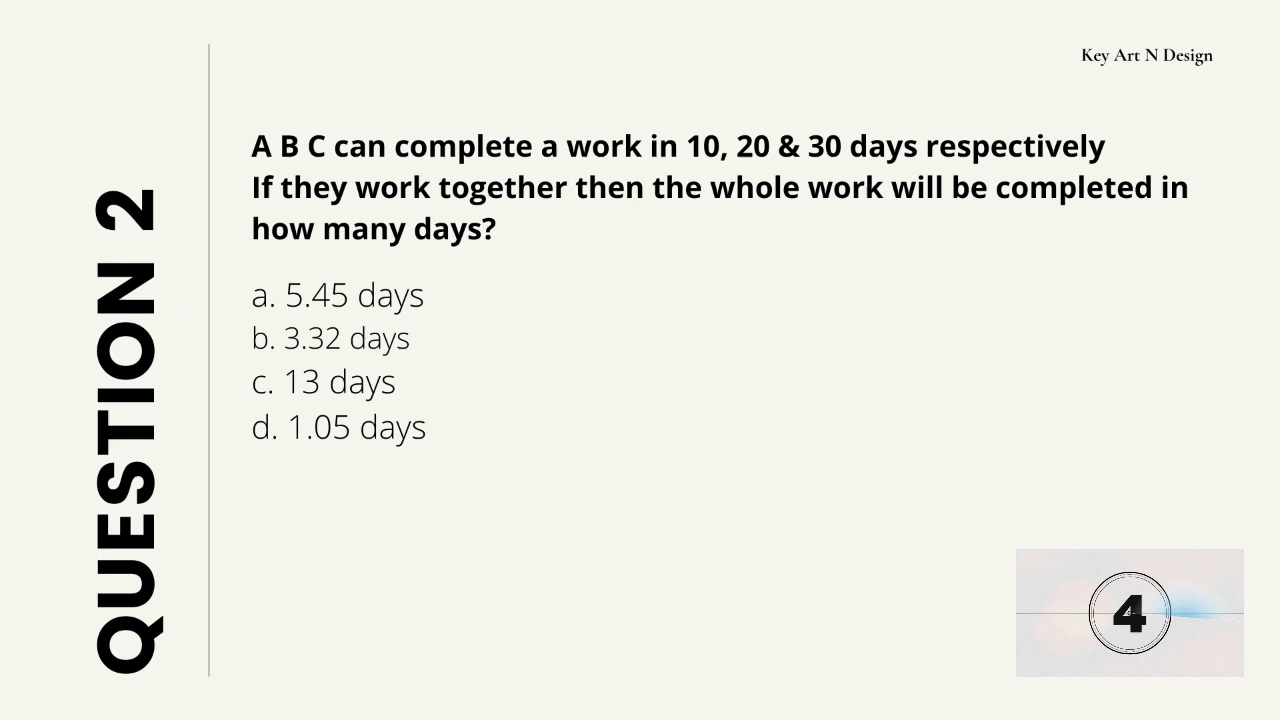 Key Art N Design
QUESTION 2
A B C can complete a work in 10, 20 & 30 days respectively
If they work together then the whole work will be completed in
how many days?
a. 5.45 days
b. 3.32 days
c. 13 days
d. 1.05 days
4